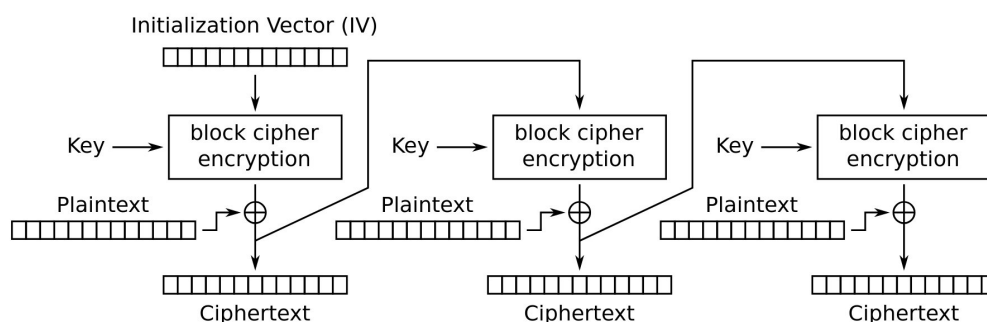 Initialization Vector (IV)
Key
block cipher
encryption
Key
block cipher
encryption
Key
block cipher
encryption
Plaintext
Plaintext
Plaintext
Ciphertext
Ciphertext
Ciphertext